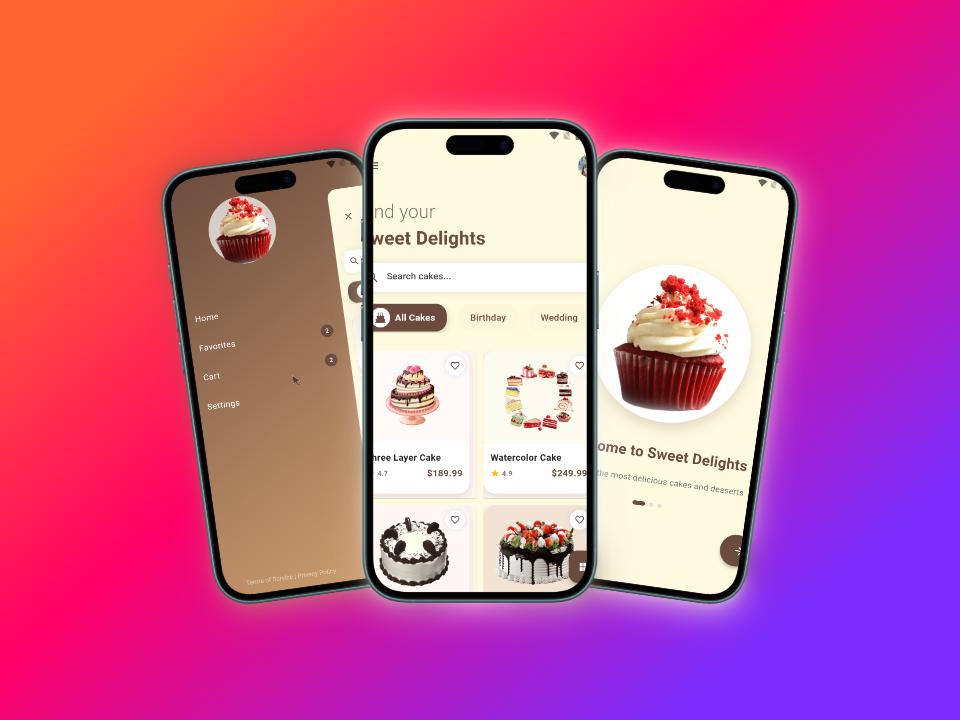 Home
Favorites
2
Cart
2
Settings
Terms of Service | Privacy Policy
nd your
weet Delights
Search cakes...
All Cakes
Birthday
Wedding
hree Layer Cake
4.7
$189.99
Watercolor Cake
4.9
$249.99
ome to Sweet Delights
the most delicious cakes and desserts